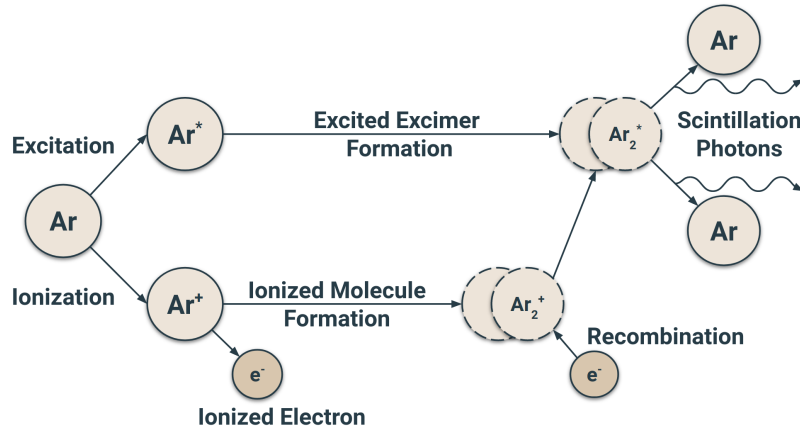 Ar
Excitation
Ar*
Excited Excimer
Formation
Ar₂*
Scintillation
Photons
Ar
Ionization
Ar⁺
Ionized Molecule
Formation
Ar₂⁺
Ar
Recombination
e⁻
e⁻
Ionized Electron